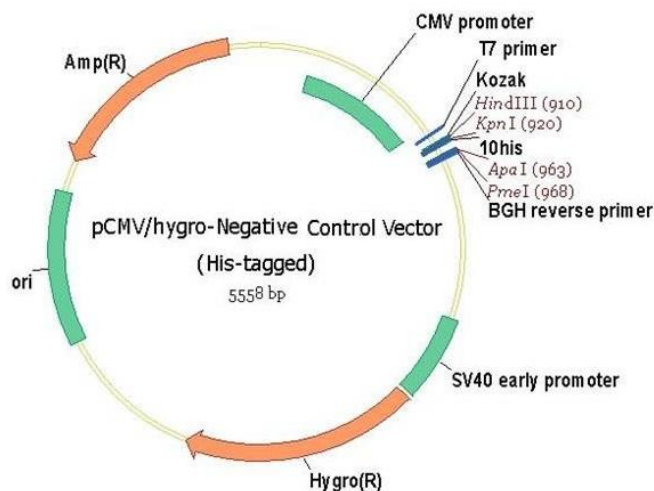 CMV promoter
T7 primer
Kozak
HindIII (910)
KpnI (920)
10his
ApaI (963)
PmeI (968)
BGH reverse primer
Amp(R)
pCMV/hygro-Negative Control Vector
(His-tagged)
5558 bp
ori
SV40 early promoter
Hygro(R)